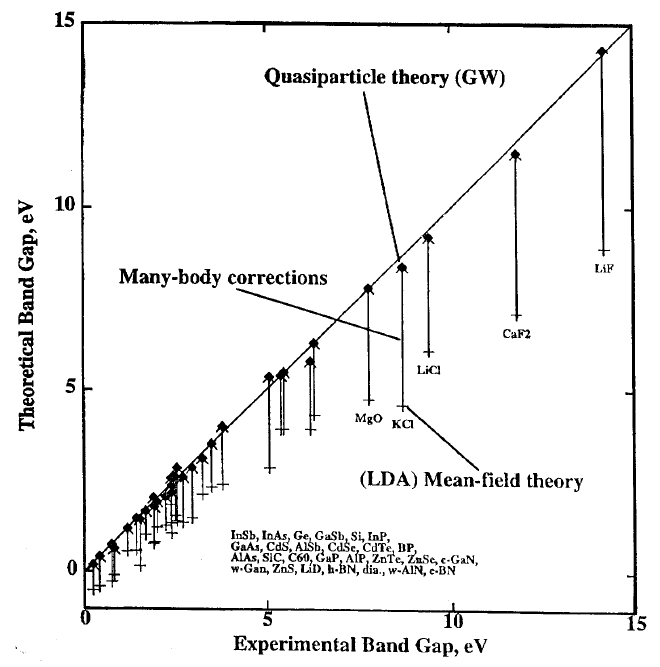 15
Quasiparticle theory (GW)
10
Many-body corrections
LiF
CaF2
LiCl
5
MgO
KCl
(LDA) Mean-field theory
InSb, InAs, Ge, GaSb, Si, InP,
GaAs, CdS, AlSb, CdSe, CdTe, BP,
AlAs, SiC, C60, GaP, AlP, ZnTe, ZnSe, c-GaN,
w-Gan, ZnS, LiD, h-BN, dia., w-AlN, c-BN
0
0
5
10
15
Experimental Band Gap, eV
Theoretical Band Gap, eV